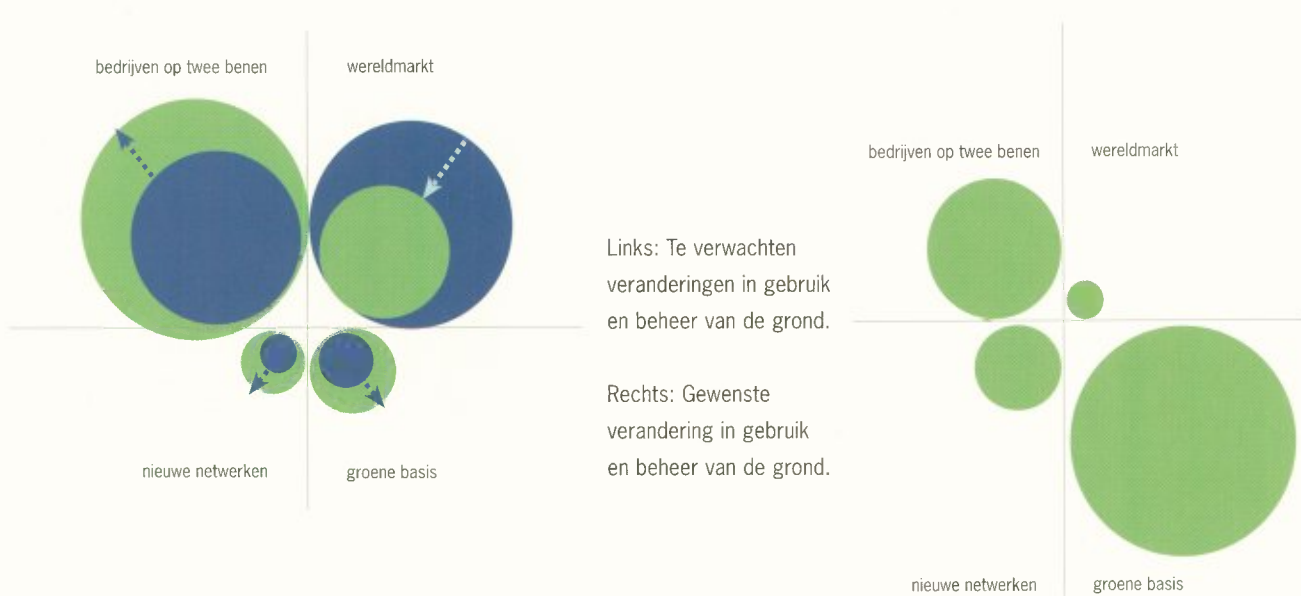 bedrijven op twee benen
wereldmarkt
nieuwe netwerken
groene basis
Links: Te verwachten
veranderingen in gebruik
en beheer van de grond.
Rechts: Gewenste
verandering in gebruik
en beheer van de grond.
bedrijven op twee benen
wereldmarkt
nieuwe netwerken
groene basis